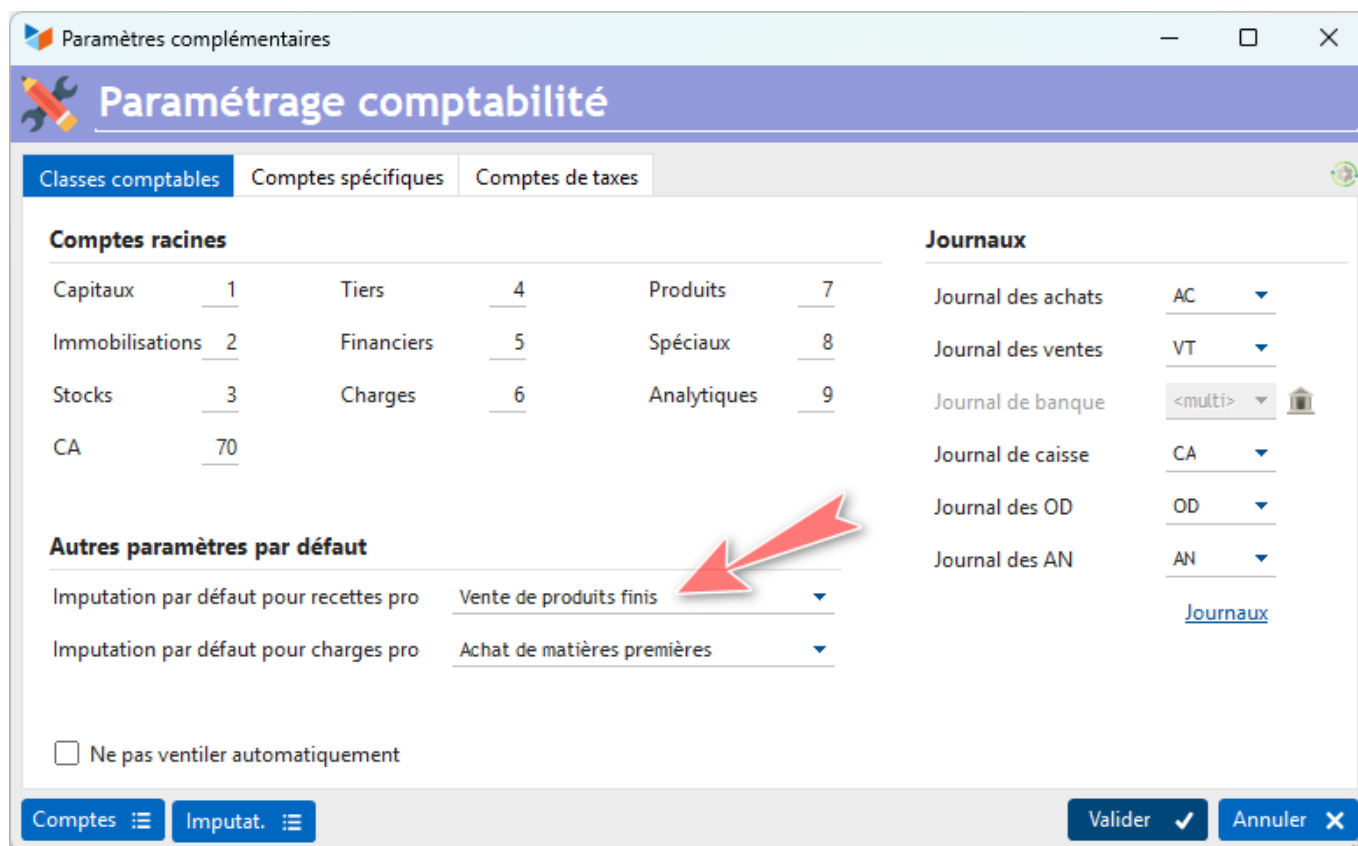 Paramètres complémentaires
Paramétrage comptabilité
Classes comptables Comptes spécifiques Comptes de taxes
Comptes racines
Capitaux 1 Tiers 4 Produits 7
Immobilisations 2 Financiers 5 Spéciaux 8
Stocks 3 Charges 6 Analytiques 9
CA 70
Autres paramètres par défaut
Imputation par défaut pour recettes pro Vente de produits finis
Imputation par défaut pour charges pro Achat de matières premières
Ne pas ventiler automatiquement
Journaux
Journal des achats AC
Journal des ventes VT
Journal de banque <multi>
Journal de caisse CA
Journal des OD OD
Journal des AN AN
Journaux
Comptes Imputat. Valider Annuler